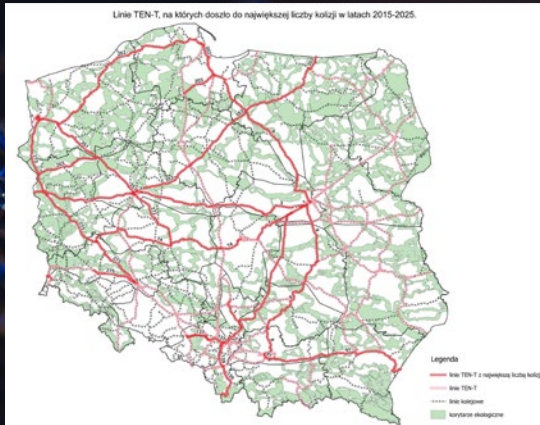 Linie TEN-T, na których doszło do największej liczby kolizji w latach 2015-2025.
Legenda
linie TEN-T z największą liczbą kolizji
linie TEN-T
linie kolejowe
korytarze ekologiczne